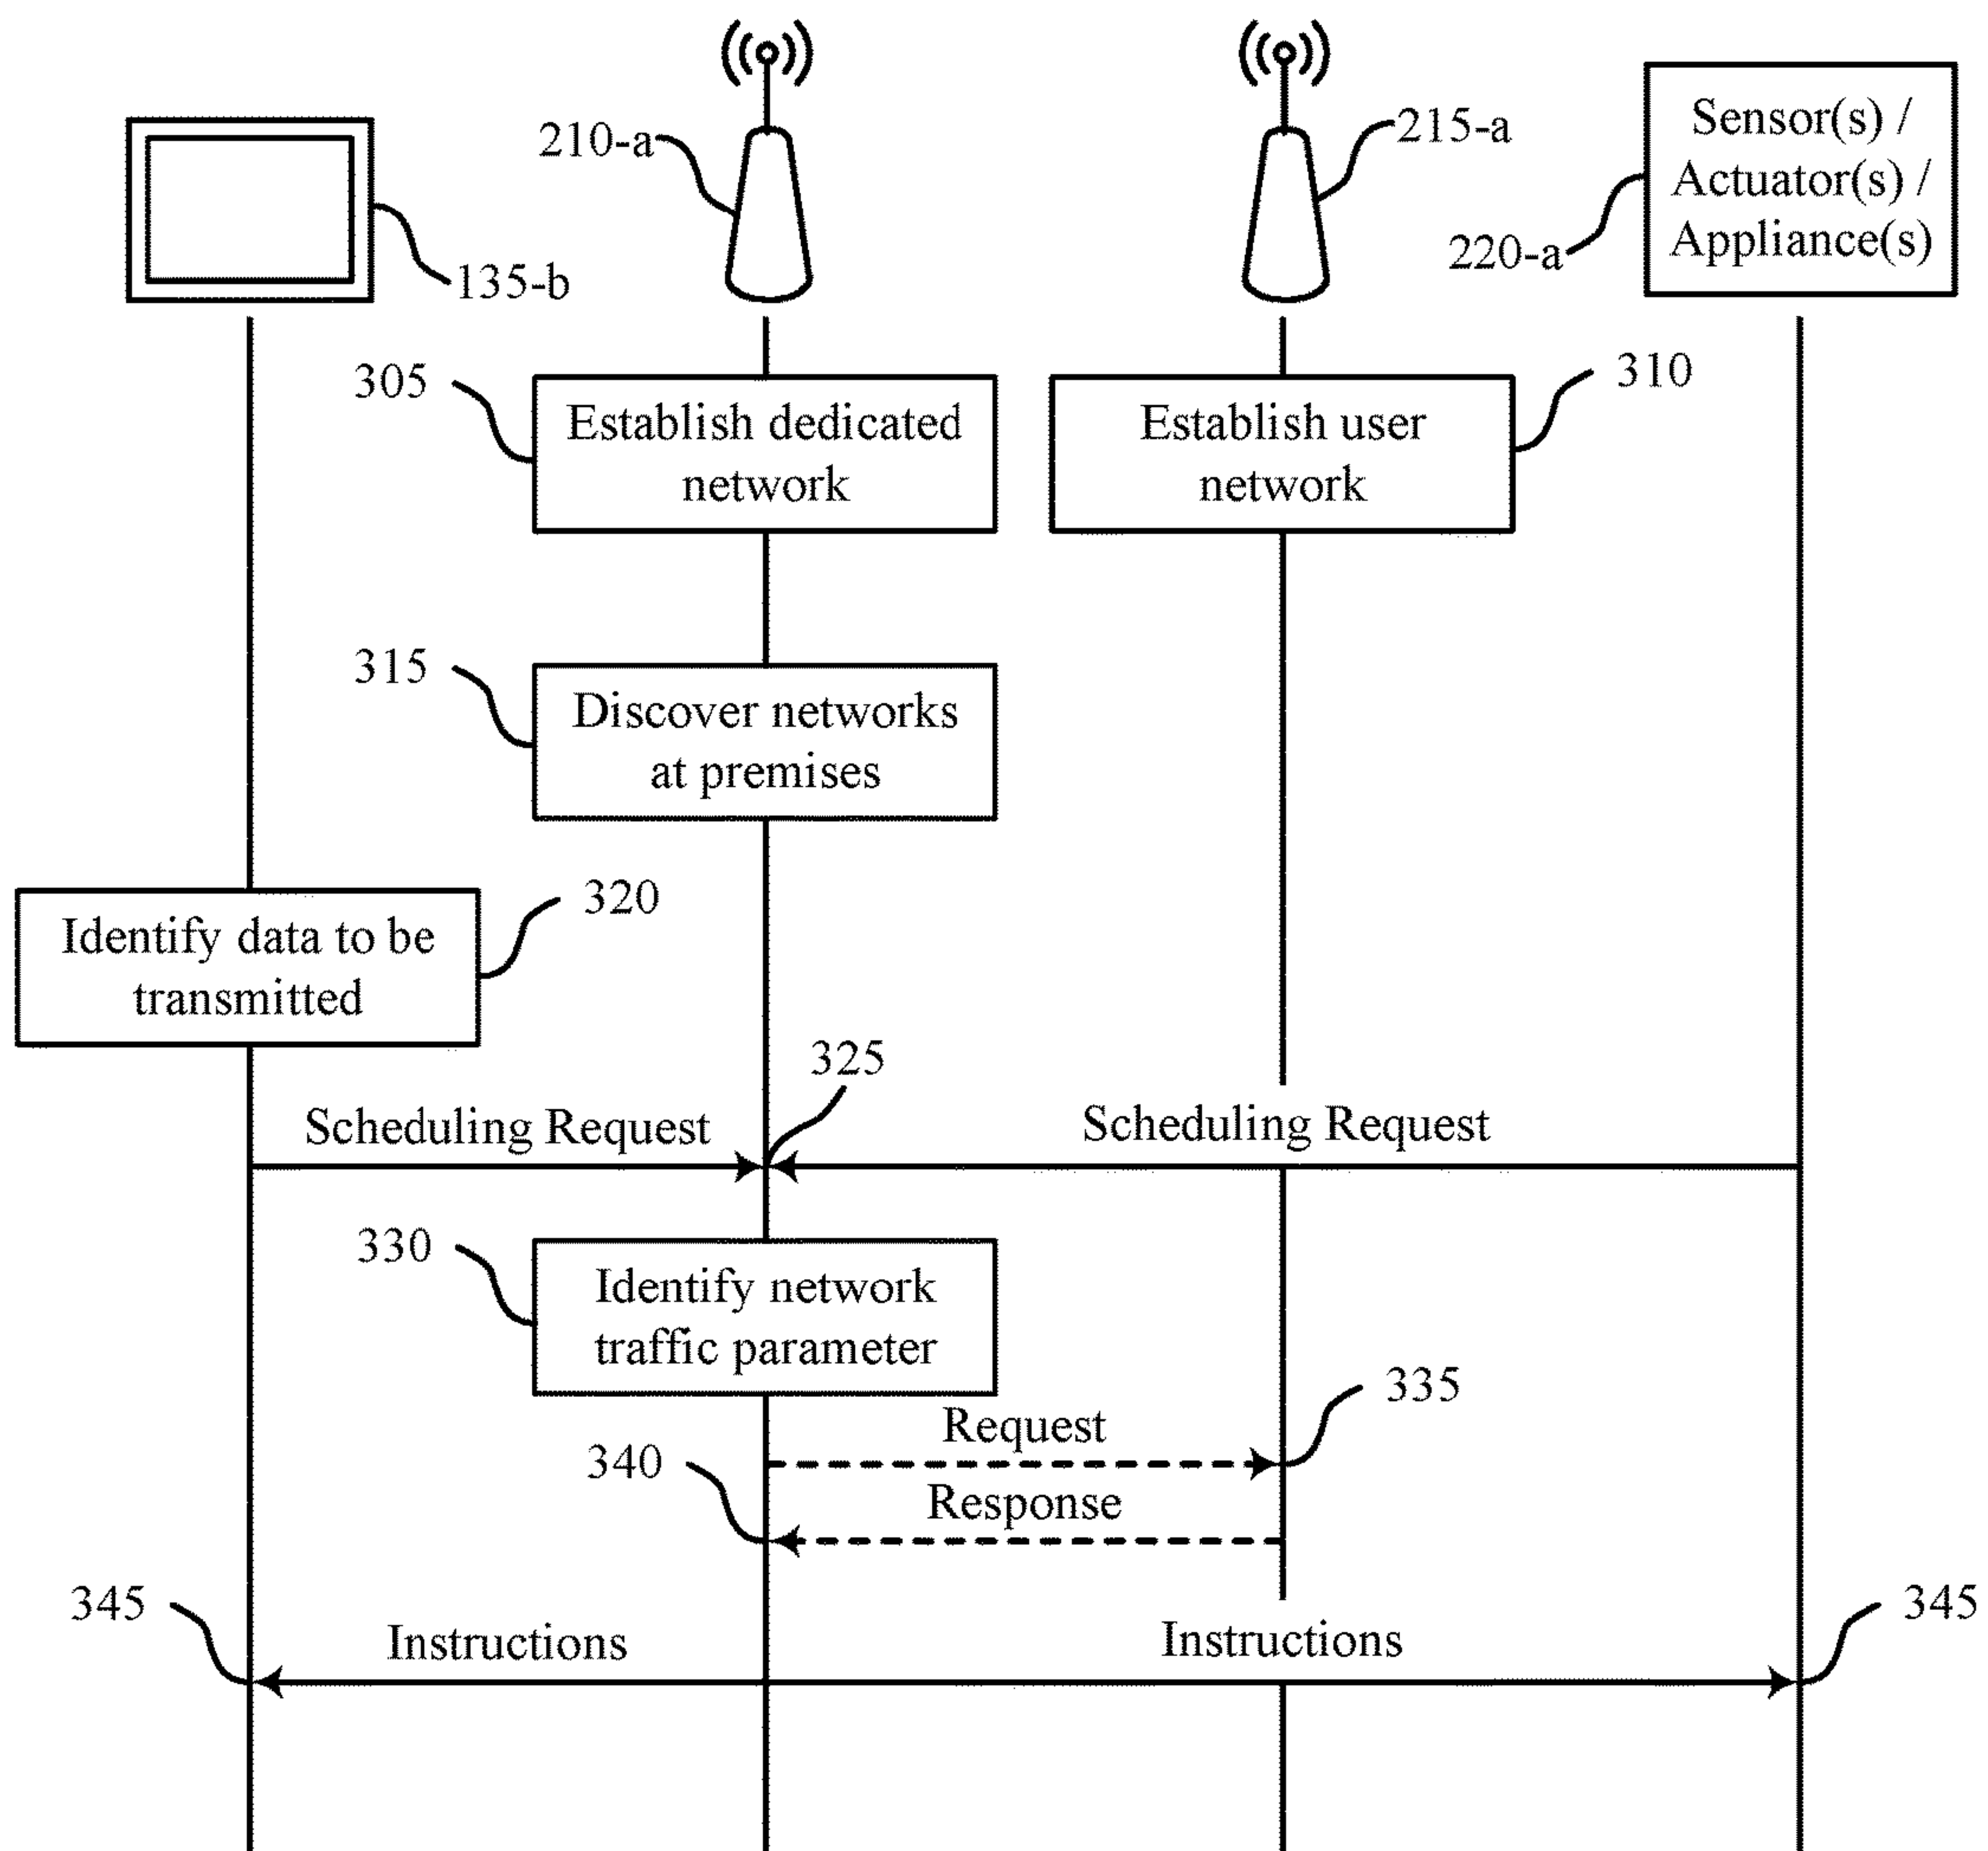 210-a
215-a
Sensor(s) /
Actuator(s) /
Appliance(s)
220-a
135-b
305
Establish dedicated
network
Establish user
network
310
315
Discover networks
at premises
320
Identify data to be
transmitted
325
Scheduling Request
Scheduling Request
330
Identify network
traffic parameter
335
Request
340
Response
345
Instructions
Instructions
345